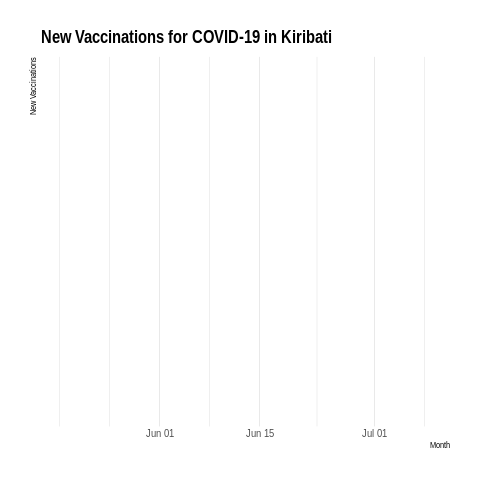 New Vaccinations for COVID-19 in Kiribati
New Vaccinations
Jun 01
Jun 15
Jul 01
Month